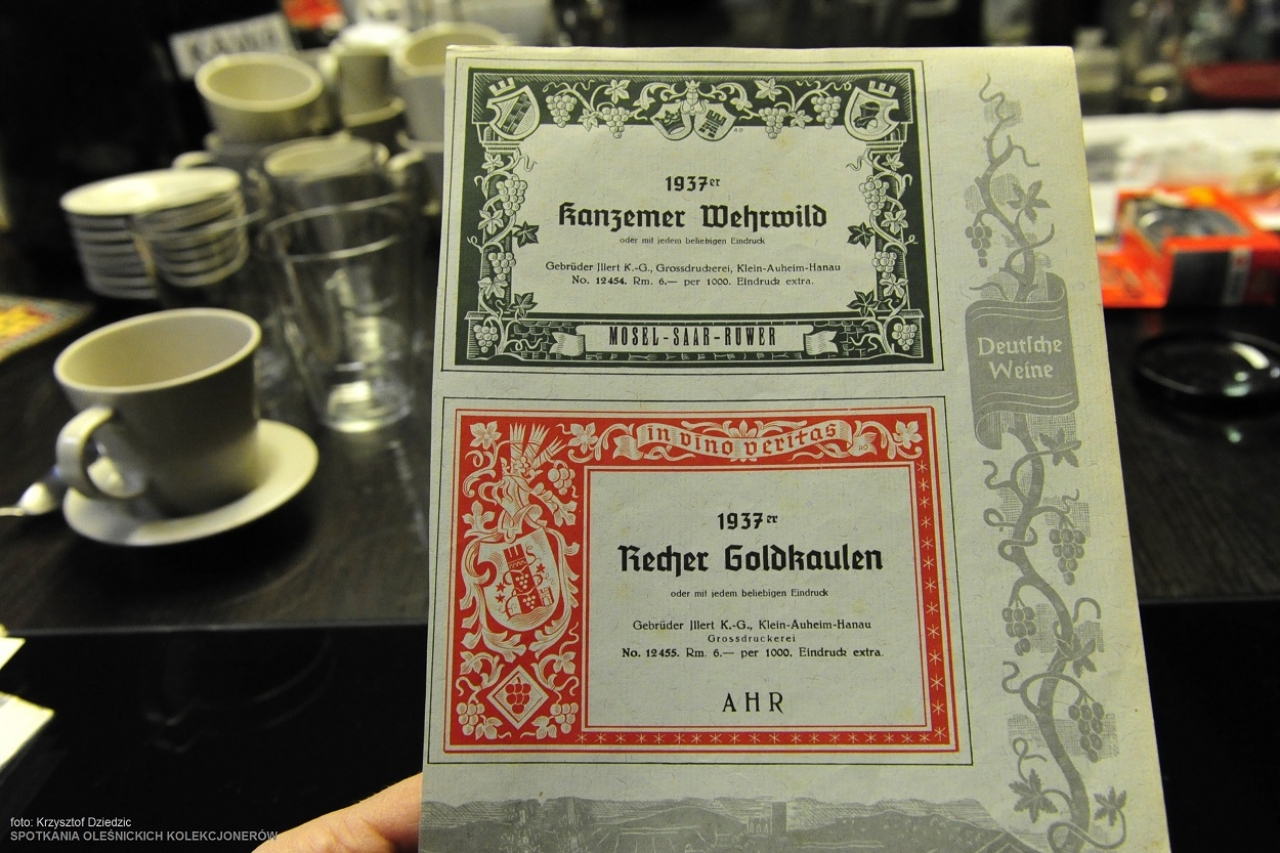 KAWA
1937er
Kanzemer Wehrwild
oder mit jedem beliebigen Eindruck
Gebrüder Illert K.-G., Grossdruckerei, Klein-Auheim-Hanau
No. 12454. Rm. 6.— per 1000. Eindruck extra.
MOSEL-SAAR-RUWER
Deutsche
Weine
in vino veritas
1937er
Recher Goldkaulen
oder mit jedem beliebigen Eindruck
Gebrüder Illert K.-G., Klein-Auheim-Hanau
Grossdruckerei
No. 12455. Rm. 6.— per 1000. Eindruck extra.
AHR
foto: Krzysztof Dziedzic
SPOTKANIA OLEŚNICKICH KOLEKCJONERÓW